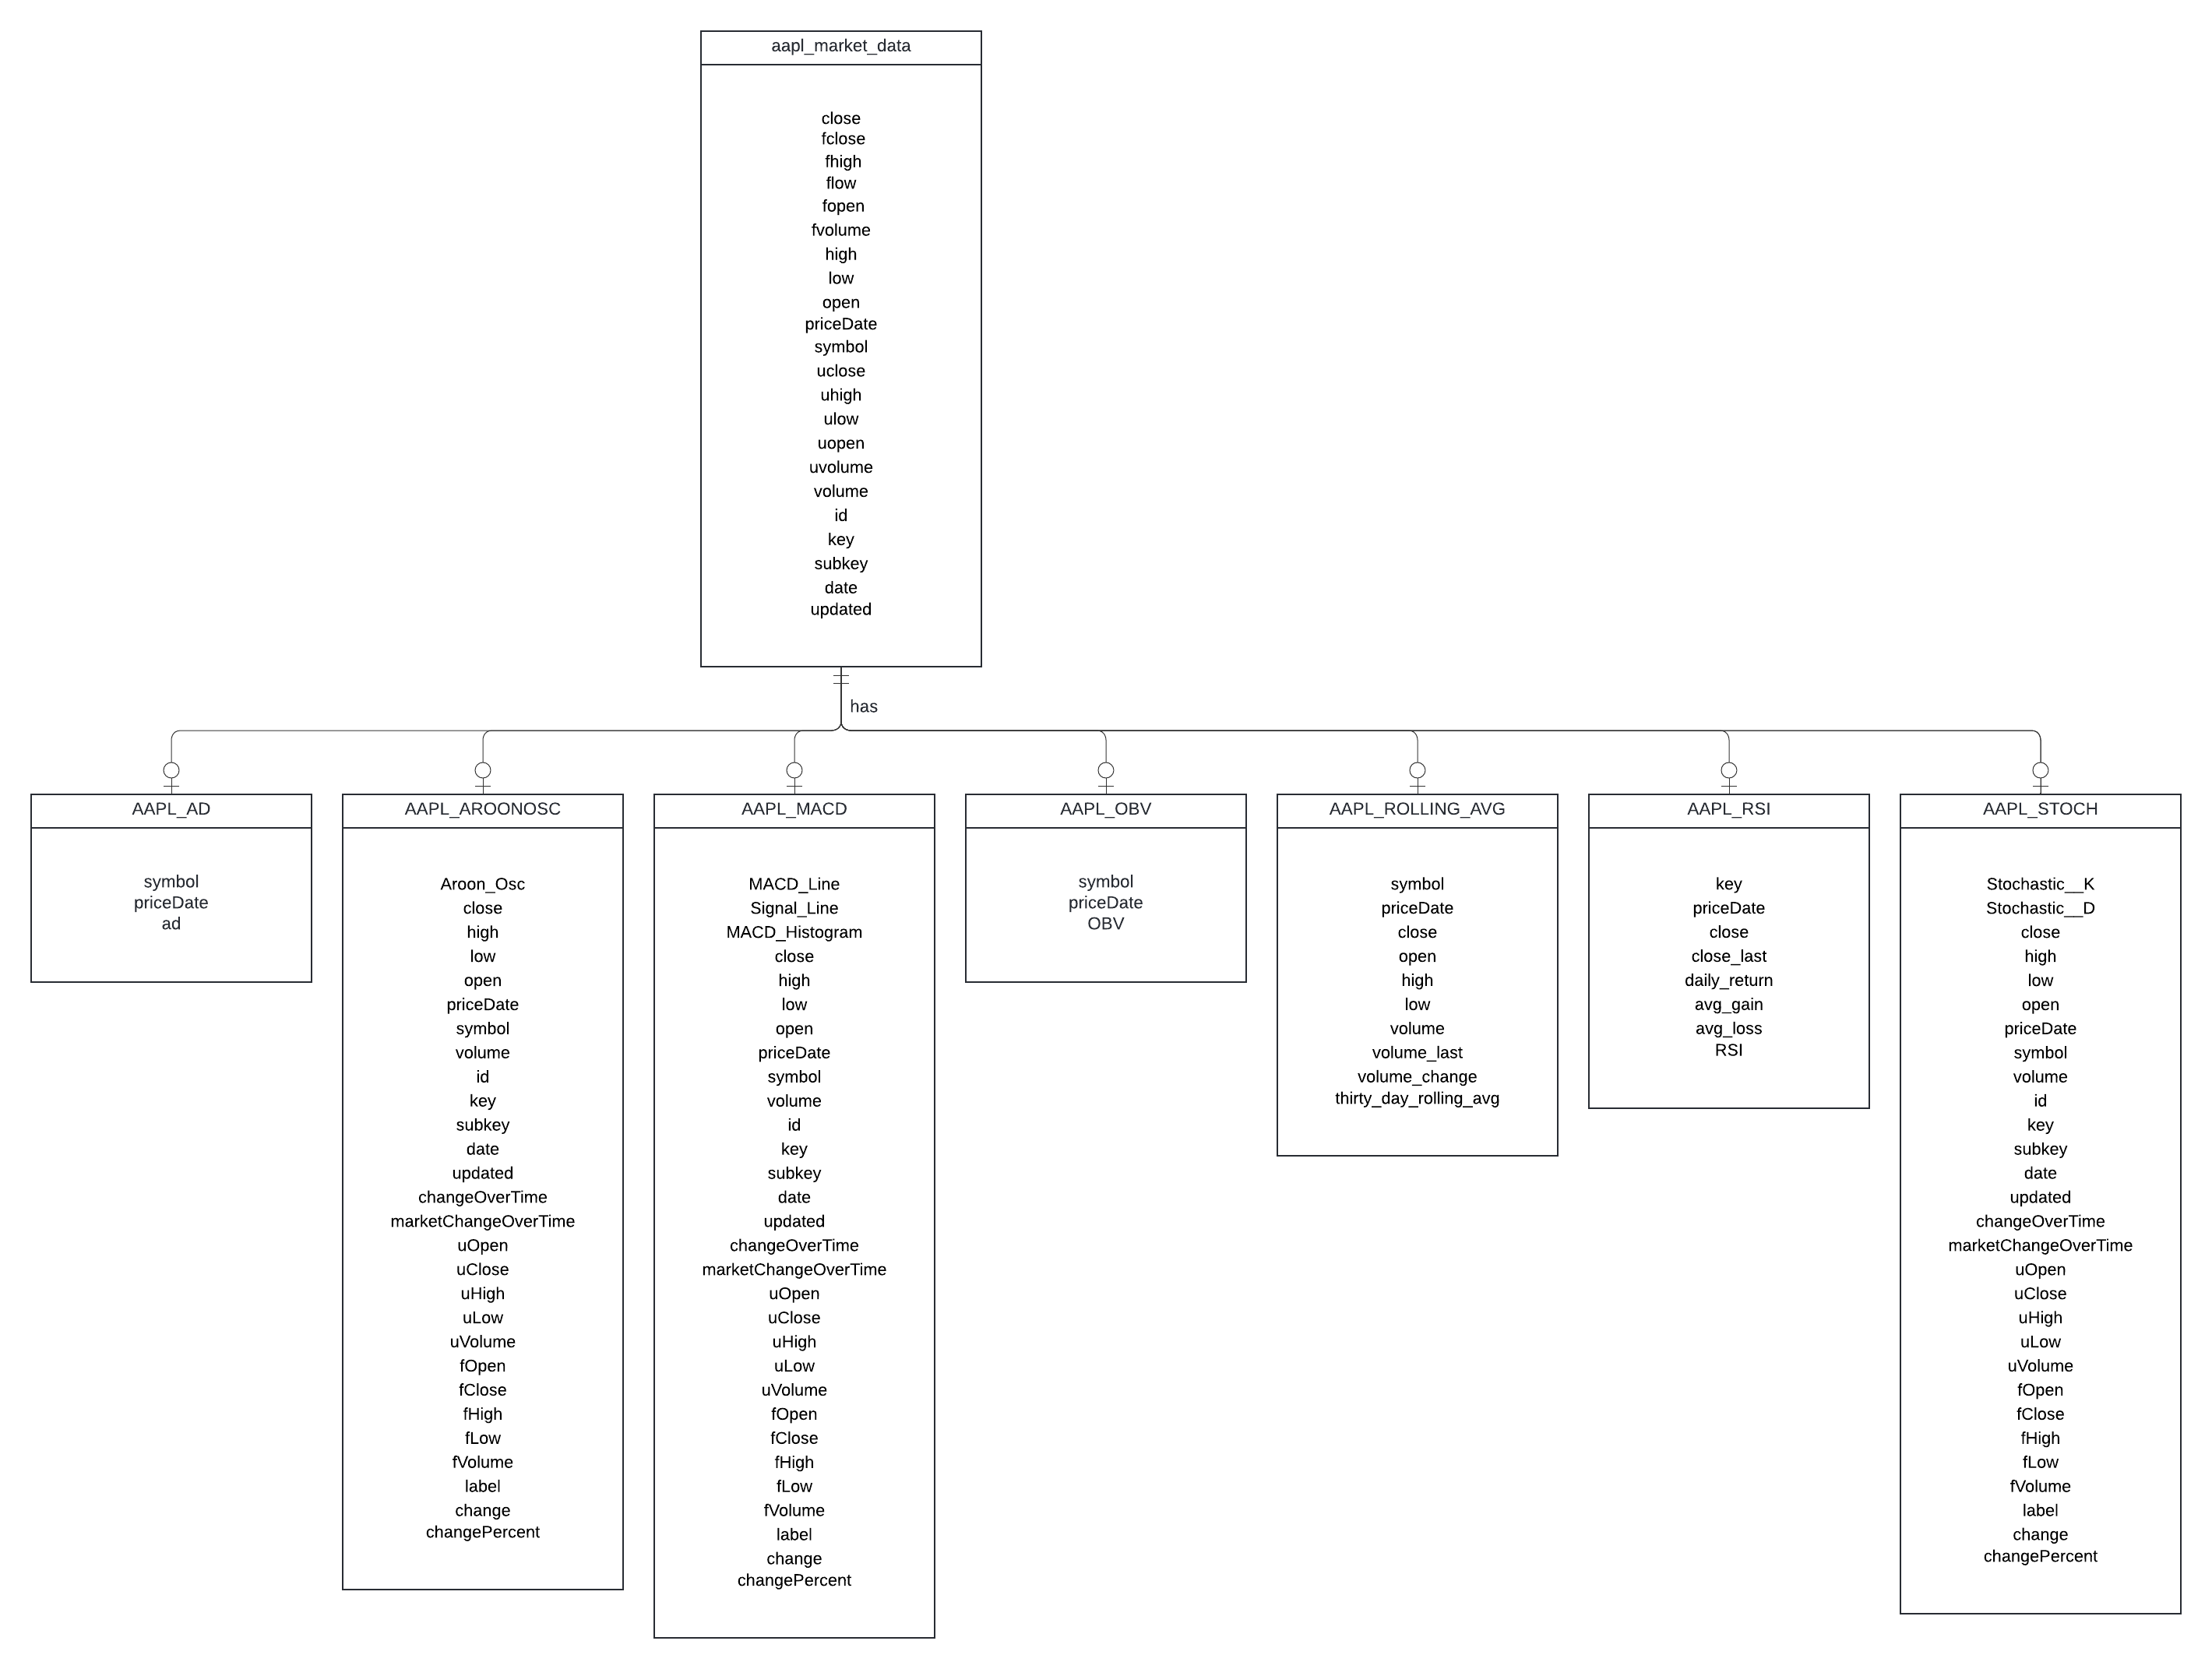 aapl_market_data
close
fclose
fhigh
flow
fopen
fvolume
high
low
open
priceDate
symbol
uclose
uhigh
ulow
uopen
uvolume
volume
id
key
subkey
date
updated
has
AAPL_AD
symbol
priceDate
ad
AAPL_AROONOSC
Aroon_Osc
close
high
low
open
priceDate
symbol
volume
id
key
subkey
date
updated
changeOverTime
marketChangeOverTime
uOpen
uClose
uHigh
uLow
uVolume
fOpen
fClose
fHigh
fLow
fVolume
label
change
changePercent
AAPL_MACD
MACD_Line
Signal_Line
MACD_Histogram
close
high
low
open
priceDate
symbol
volume
id
key
subkey
date
updated
changeOverTime
marketChangeOverTime
uOpen
uClose
uHigh
uLow
uVolume
fOpen
fClose
fHigh
fLow
fVolume
label
change
changePercent
AAPL_OBV
symbol
priceDate
OBV
AAPL_ROLLING_AVG
symbol
priceDate
close
open
high
low
volume
volume_last
volume_change
thirty_day_rolling_avg
AAPL_RSI
key
priceDate
close
close_last
daily_return
avg_gain
avg_loss
RSI
AAPL_STOCH
Stochastic__K
Stochastic__D
close
high
low
open
priceDate
symbol
volume
id
key
subkey
date
updated
changeOverTime
marketChangeOverTime
uOpen
uClose
uHigh
uLow
uVolume
fOpen
fClose
fHigh
fLow
fVolume
label
change
changePercent